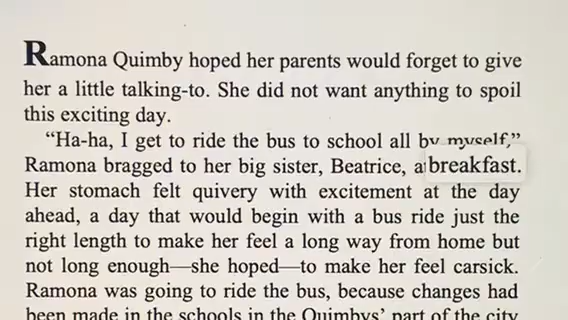 Ramona Quimby hoped her parents would forget to give
her a little talking-to. She did not want anything to spoil
this exciting day.
“Ha-ha, I get to ride the bus to school all by myself,”
Ramona bragged to her big sister, Beatrice, a breakfast.
Her stomach felt quivery with excitement at the day
ahead, a day that would begin with a bus ride just the
right length to make her feel a long way from home but
not long enough—she hoped—to make her feel carsick.
Ramona was going to ride the bus, because changes had
been made in the schools in the Quimbys’ part of the city